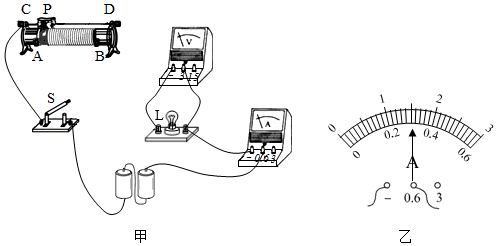 C P D
A B
S
V
- 3 15
L
A
- 0.6 3
甲
0 1 2 3
0 0.2 0.4 0.6
A
- 0.6 3
乙